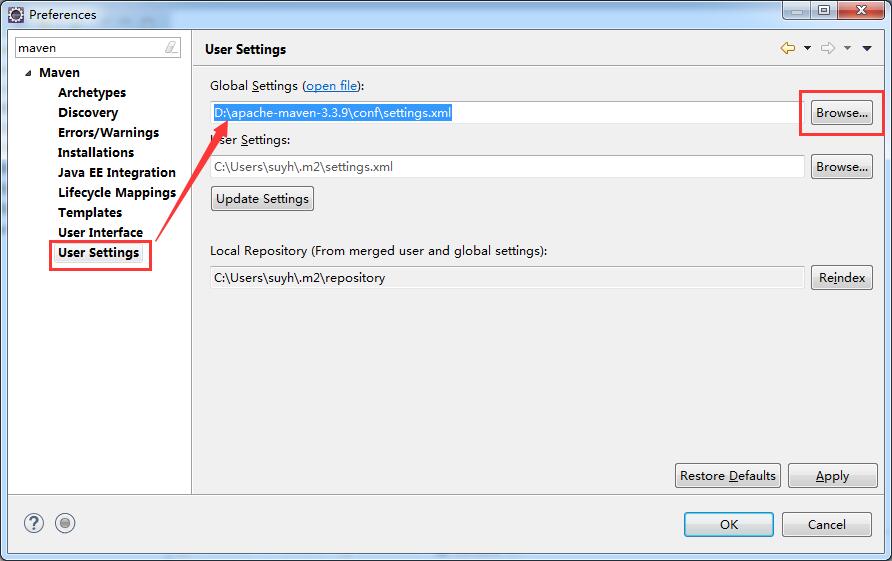 Preferences
maven
Maven
Archetypes
Discovery
Errors/Warnings
Installations
Java EE Integration
Lifecycle Mappings
Templates
User Interface
User Settings
User Settings
Global Settings (open file):
D:\apache-maven-3.3.9\conf\settings.xml
Browse...
User Settings:
C:\Users\suyh\.m2\settings.xml
Browse...
Update Settings
Local Repository (From merged user and global settings):
C:\Users\suyh\.m2\repository
Reindex
Restore Defaults
Apply
?
OK
Cancel